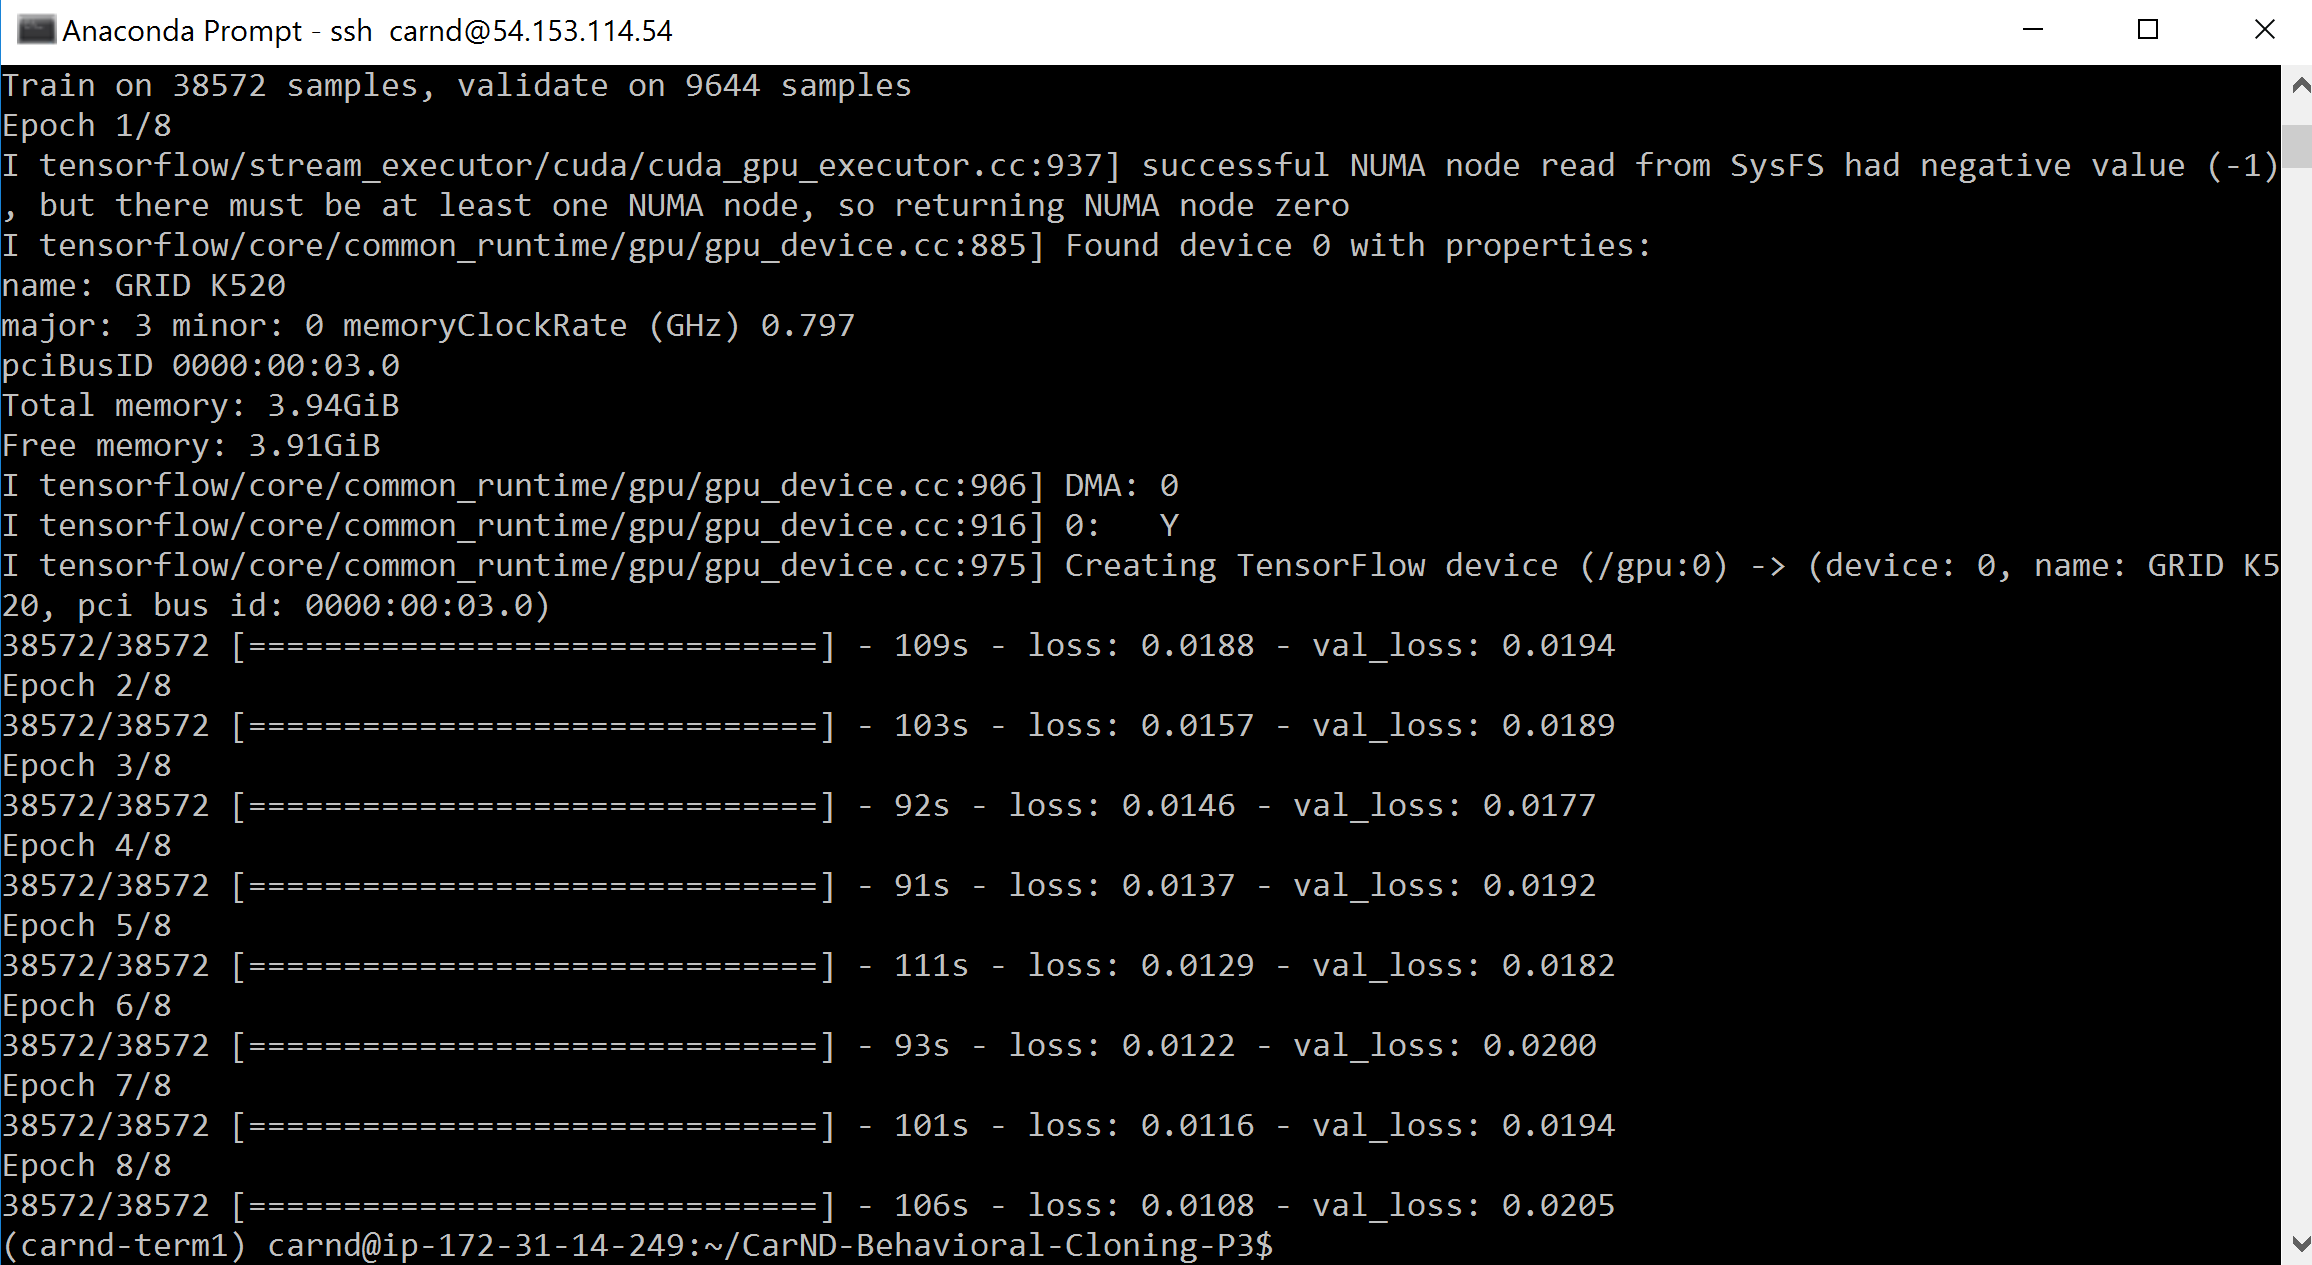 Anaconda Prompt - ssh  carnd@54.153.114.54
Train on 38572 samples, validate on 9644 samples
Epoch 1/8
I tensorflow/stream_executor/cuda/cuda_gpu_executor.cc:937] successful NUMA node read from SysFS had negative value (-1)
, but there must be at least one NUMA node, so returning NUMA node zero
I tensorflow/core/common_runtime/gpu/gpu_device.cc:885] Found device 0 with properties:
name: GRID K520
major: 3 minor: 0 memoryClockRate (GHz) 0.797
pciBusID 0000:00:03.0
Total memory: 3.94GiB
Free memory: 3.91GiB
I tensorflow/core/common_runtime/gpu/gpu_device.cc:906] DMA: 0
I tensorflow/core/common_runtime/gpu/gpu_device.cc:916] 0:   Y
I tensorflow/core/common_runtime/gpu/gpu_device.cc:975] Creating TensorFlow device (/gpu:0) -> (device: 0, name: GRID K5
20, pci bus id: 0000:00:03.0)
38572/38572 [==============================] - 109s - loss: 0.0188 - val_loss: 0.0194
Epoch 2/8
38572/38572 [==============================] - 103s - loss: 0.0157 - val_loss: 0.0189
Epoch 3/8
38572/38572 [==============================] - 92s - loss: 0.0146 - val_loss: 0.0177
Epoch 4/8
38572/38572 [==============================] - 91s - loss: 0.0137 - val_loss: 0.0192
Epoch 5/8
38572/38572 [==============================] - 111s - loss: 0.0129 - val_loss: 0.0182
Epoch 6/8
38572/38572 [==============================] - 93s - loss: 0.0122 - val_loss: 0.0200
Epoch 7/8
38572/38572 [==============================] - 101s - loss: 0.0116 - val_loss: 0.0194
Epoch 8/8
38572/38572 [==============================] - 106s - loss: 0.0108 - val_loss: 0.0205
(carnd-term1) carnd@ip-172-31-14-249:~/CarND-Behavioral-Cloning-P3$